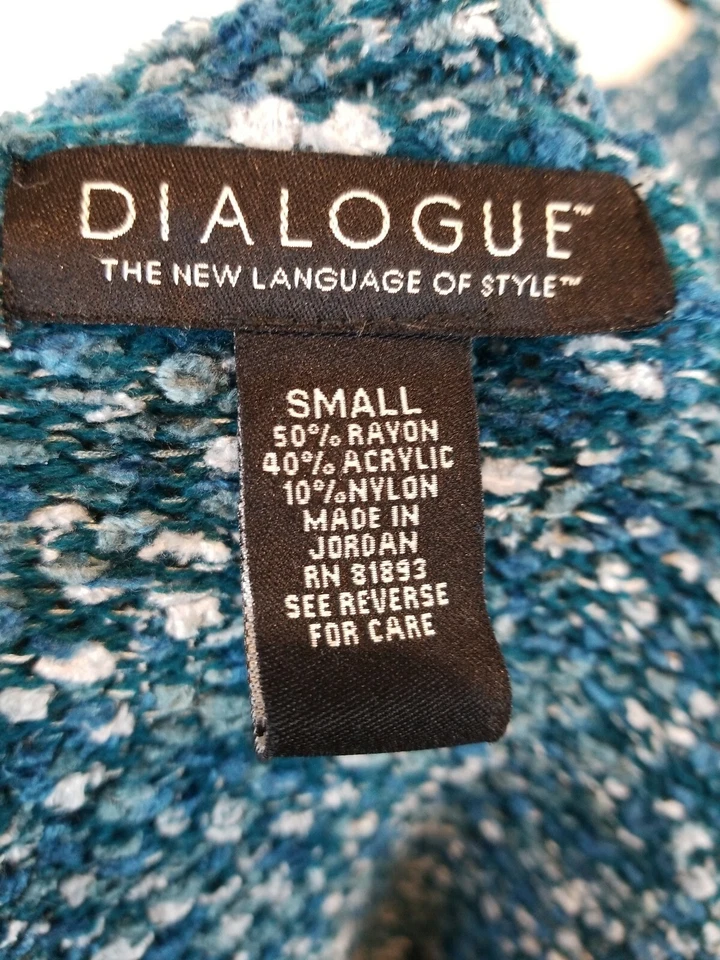 DIALOGUE™
THE NEW LANGUAGE OF STYLE™
SMALL
50% RAYON
40% ACRYLIC
10% NYLON
MADE IN
JORDAN
RN 81893
SEE REVERSE
FOR CARE